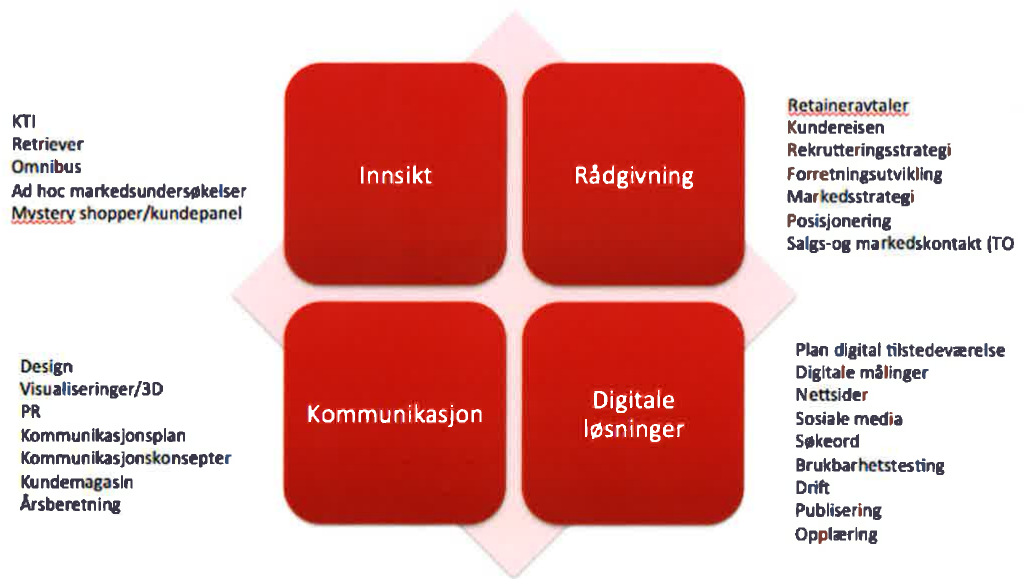 KTI
Retriever
Omnibus
Ad hoc markedsundersøkelser
Mystery shopper/kundepanel
Innsikt
Rådgivning
Retaineravtaler
Kundereisen
Rekrutteringsstrategi
Forretningsutvikling
Markedsstrategi
Posisjonering
Salgs-og markedskontakt (TO
Design
Visualiseringer/3D
PR
Kommunikasjonsplan
Kommunikasjonskonsepter
Kundemagasin
Årsberetning
Kommunikasjon
Digitale
løsninger
Plan digital tilstedeværelse
Digitale målinger
Nettsider
Sosiale media
Søkeord
Brukbarhetstesting
Drift
Publisering
Opplæring